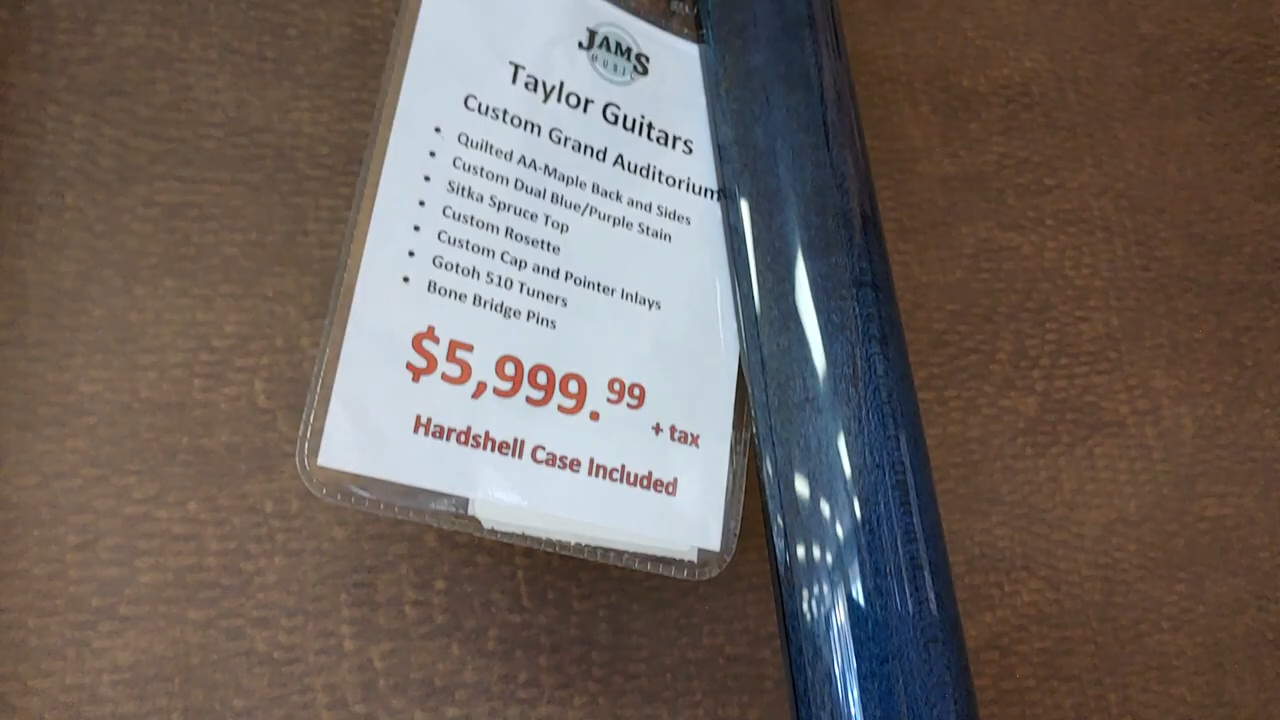 JAMS
MUSIC
Taylor Guitars
Custom Grand Auditorium
• Quilted AA-Maple Back and Sides
• Custom Dual Blue/Purple Stain
• Sitka Spruce Top
• Custom Rosette
• Custom Cap and Pointer Inlays
• Gotoh 510 Tuners
• Bone Bridge Pins
$5,999.99 + tax
Hardshell Case Included